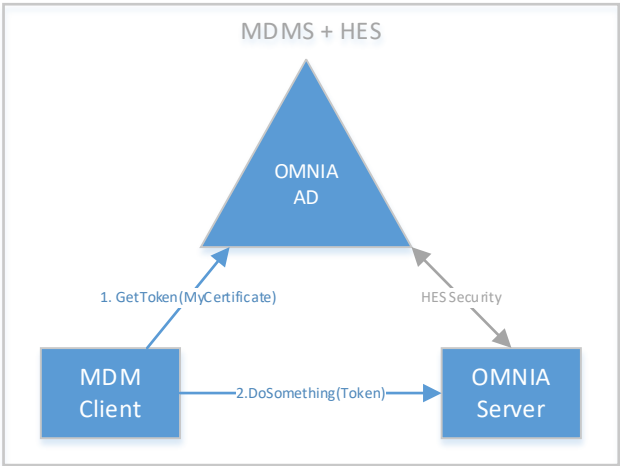 MDMS + HES
OMNIA
AD
1. GetToken(MyCertificate)
HES Security
MDM
Client
2.DoSomething(Token)
OMNIA
Server